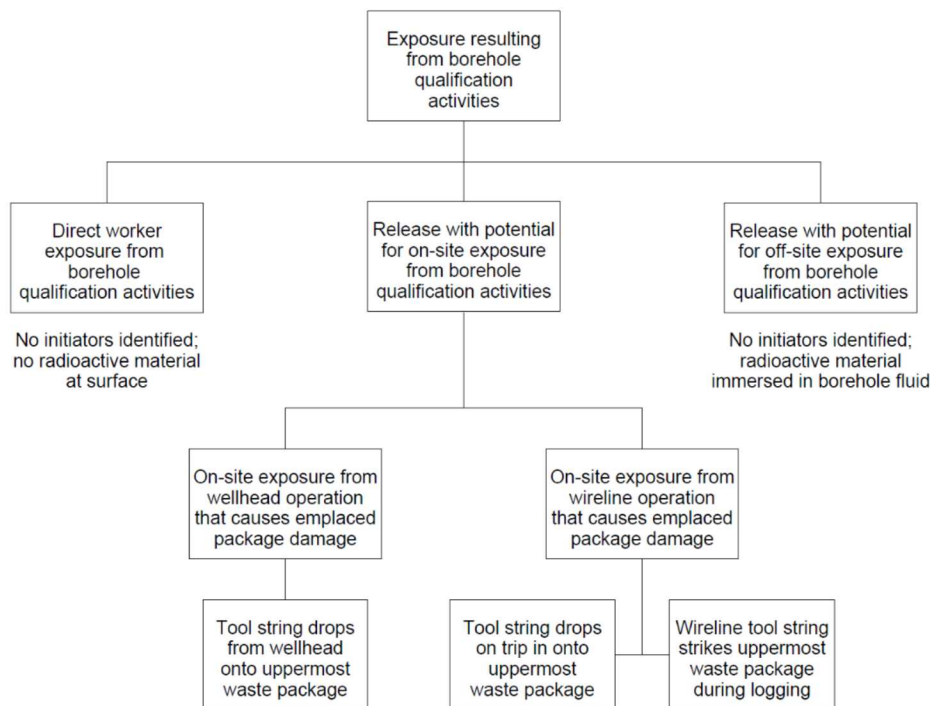 Exposure resulting
from borehole
qualification
activities
Direct worker
exposure from
borehole
qualification activities
Release with potential
for on-site exposure
from borehole
qualification activities
Release with potential
for off-site exposure
from borehole
qualification activities
No initiators identified;
no radioactive material
at surface
No initiators identified;
radioactive material
immersed in borehole fluid
On-site exposure from
wellhead operation
that causes emplaced
package damage
On-site exposure from
wireline operation
that causes emplaced
package damage
Tool string drops
from wellhead
onto uppermost
waste package
Tool string drops
on trip in onto
uppermost
waste package
Wireline tool string
strikes uppermost
waste package
during logging